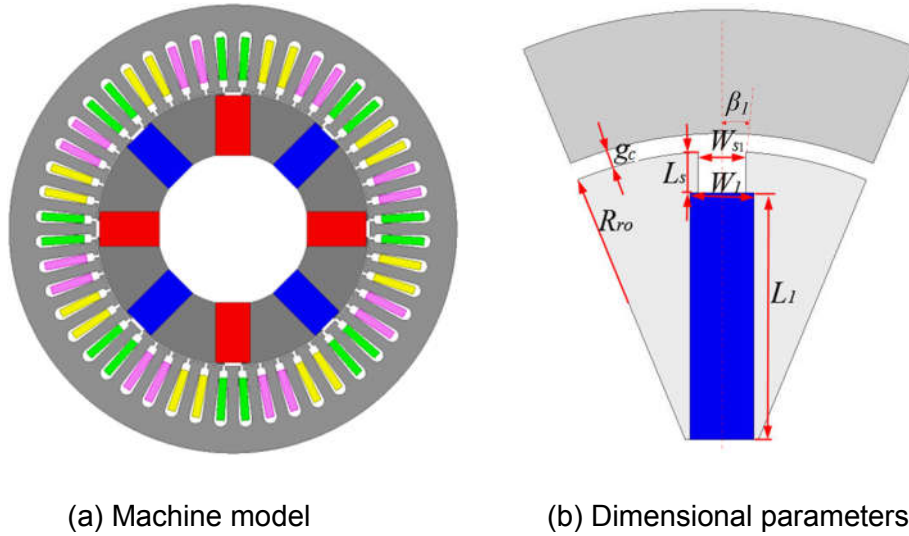 β1
gc
Ws1
Ls
W1
Rro
L1
(a) Machine model
(b) Dimensional parameters